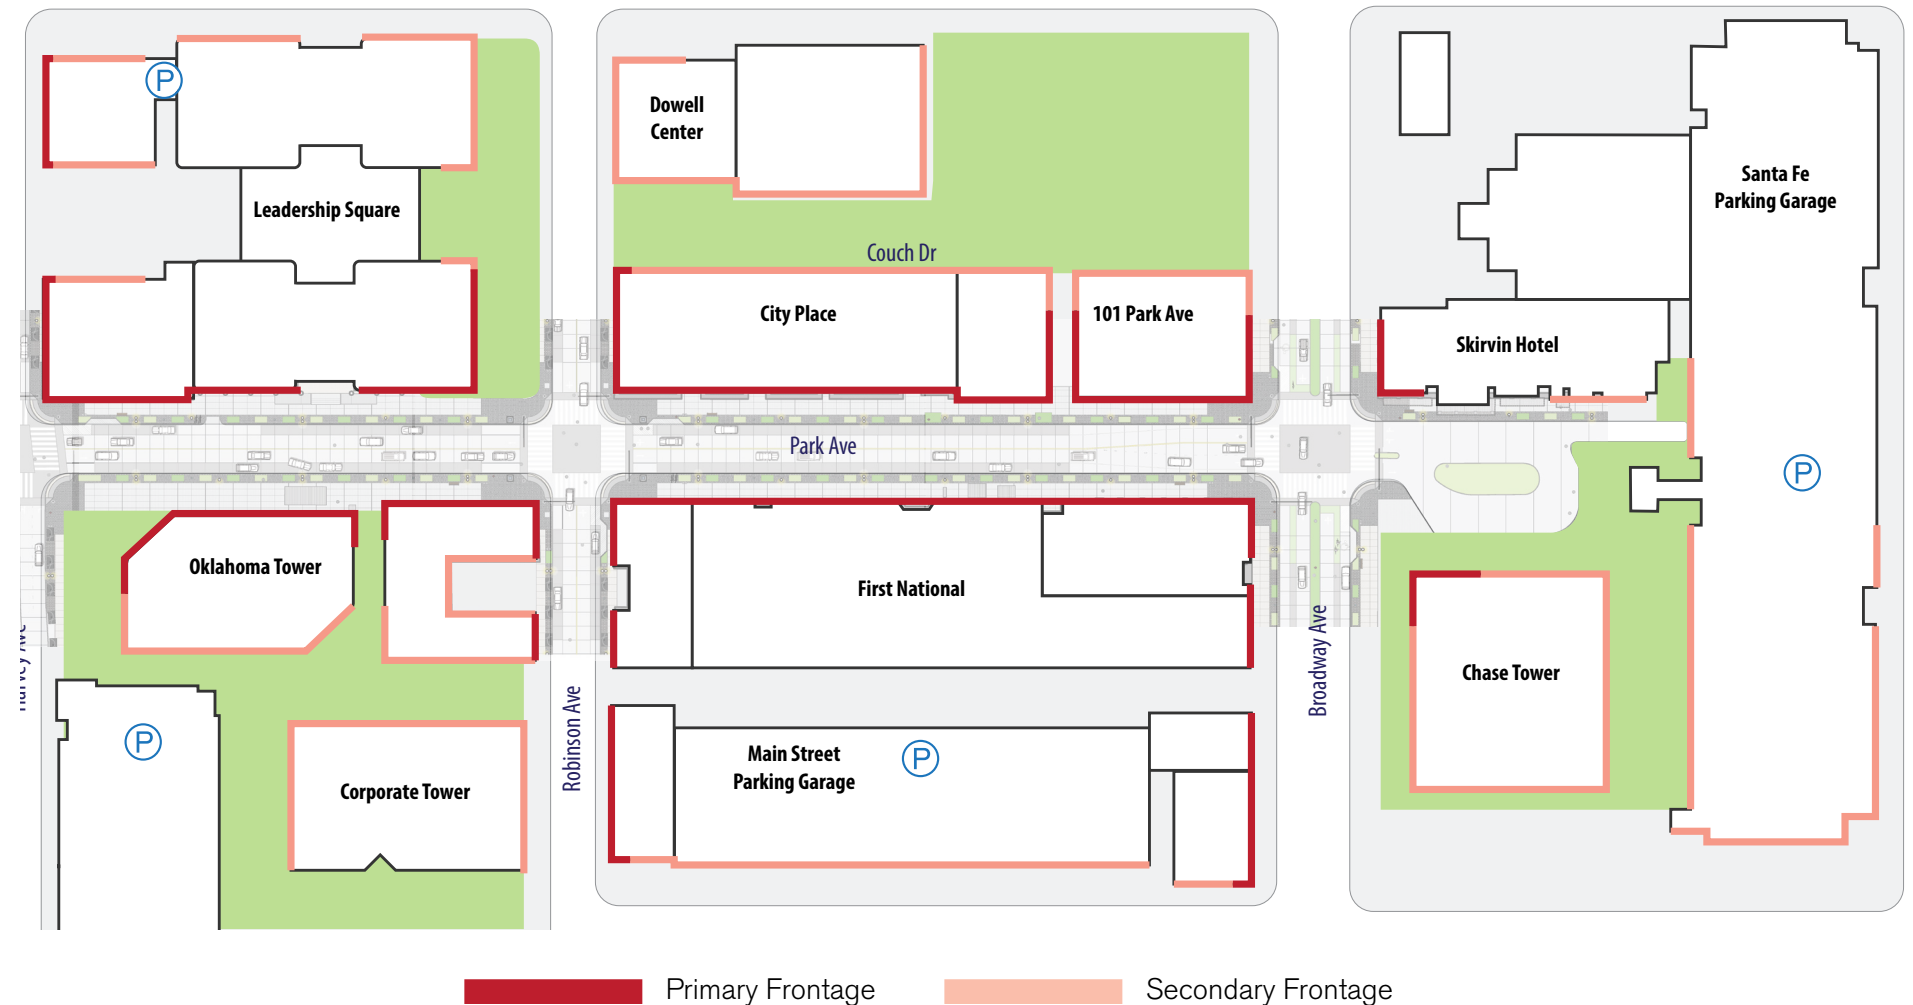 P
Dowell
Center
Leadership Square
Santa Fe
Parking Garage
Couch Dr
City Place
101 Park Ave
Skirvin Hotel
Park Ave
P
Oklahoma Tower
First National
Harvey Ave
Broadway Ave
Chase Tower
Robinson Ave
P
Main Street
Parking Garage
P
Corporate Tower
Primary Frontage
Secondary Frontage